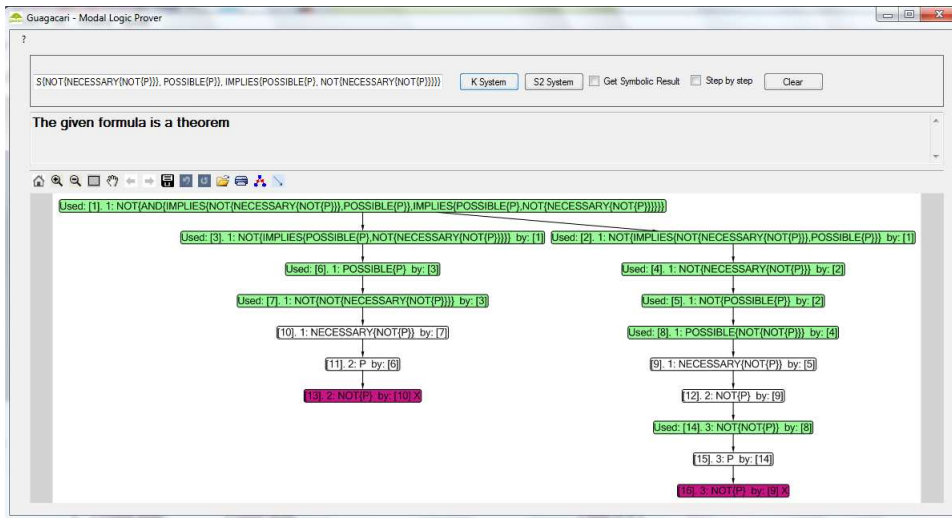 Guagacari - Modal Logic Prover
?
S{NOT{NECESSARY{NOT{P}}}, POSSIBLE{P}}, IMPLIES{POSSIBLE{P}, NOT{NECESSARY{NOT{P}}}}} K System S2 System Get Symbolic Result Step by step Clear
The given formula is a theorem
Used: [1]. 1: NOT{AND{IMPLIES{NOT{NECESSARY{NOT{P}}},POSSIBLE{P}},IMPLIES{POSSIBLE{P},NOT{NECESSARY{NOT{P}}}}}}
Used: [3]. 1: NOT{IMPLIES{POSSIBLE{P},NOT{NECESSARY{NOT{P}}}}} by: [1] Used: [2]. 1: NOT{IMPLIES{NOT{NECESSARY{NOT{P}}},POSSIBLE{P}}} by: [1]
Used: [6]. 1: POSSIBLE{P} by: [3] Used: [4]. 1: NOT{NECESSARY{NOT{P}}} by: [2]
Used: [7]. 1: NOT{NOT{NECESSARY{NOT{P}}}} by: [3] Used: [5]. 1: NOT{POSSIBLE{P}} by: [2]
[10]. 1: NECESSARY{NOT{P}} by: [7] Used: [8]. 1: POSSIBLE{NOT{NOT{P}}} by: [4]
[11]. 2: P by: [6] [9]. 1: NECESSARY{NOT{P}} by: [5]
[13]. 2: NOT{P} by: [10] X [12]. 2: NOT{P} by: [9]
Used: [14]. 3: NOT{NOT{P}} by: [8]
[15]. 3: P by: [14]
[16]. 3: NOT{P} by: [9] X